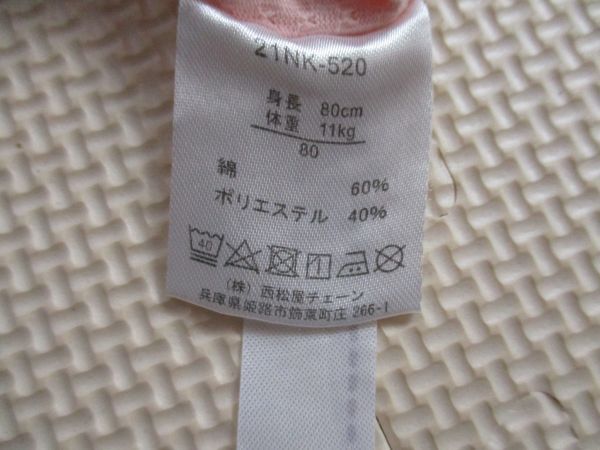 21NK-520
身長 80cm
体重 11kg
80
綿 60%
ポリエステル 40%
40
(株) 西松屋チェーン
兵庫県姫路市飾東町庄 266-1